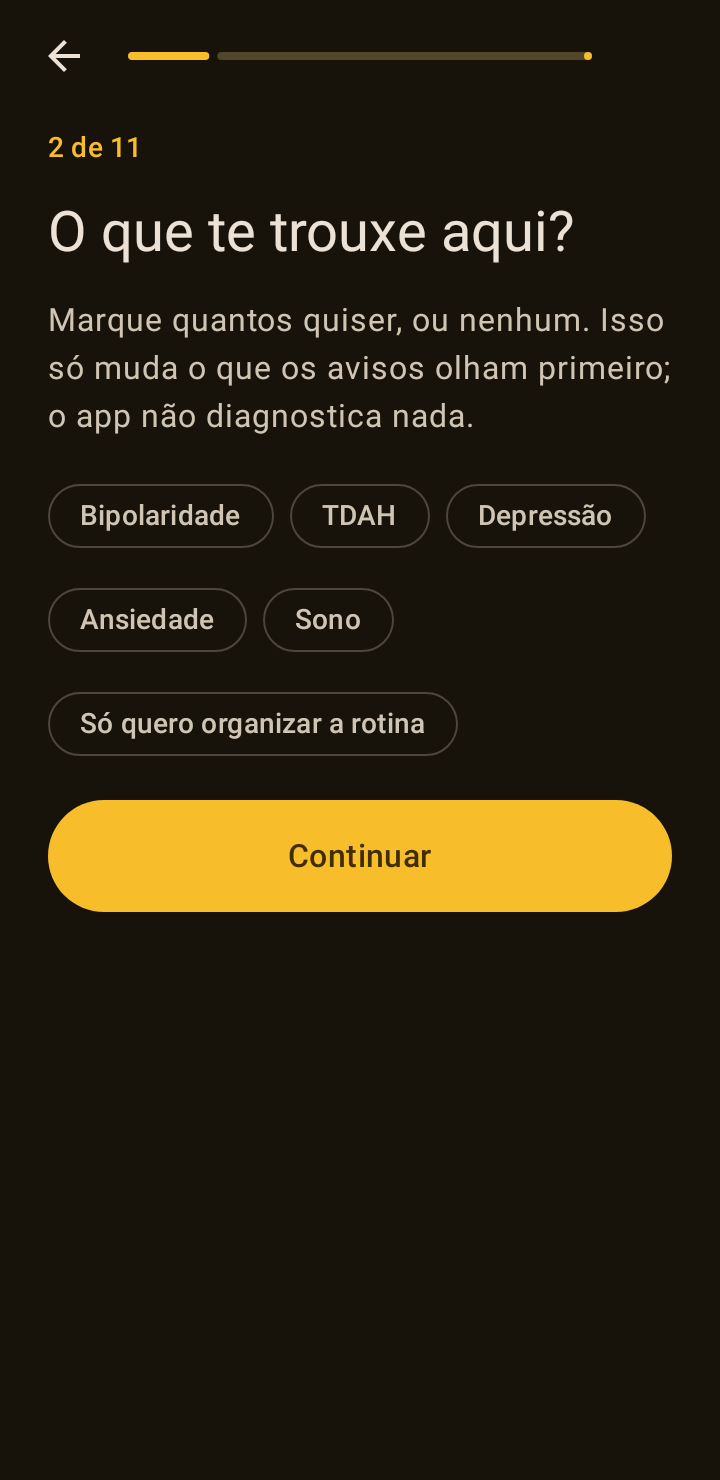 2 de 11
O que te trouxe aqui?
Marque quantos quiser, ou nenhum. Isso
só muda o que os avisos olham primeiro;
o app não diagnostica nada.
Bipolaridade TDAH Depressão
Ansiedade Sono
Só quero organizar a rotina
Continuar